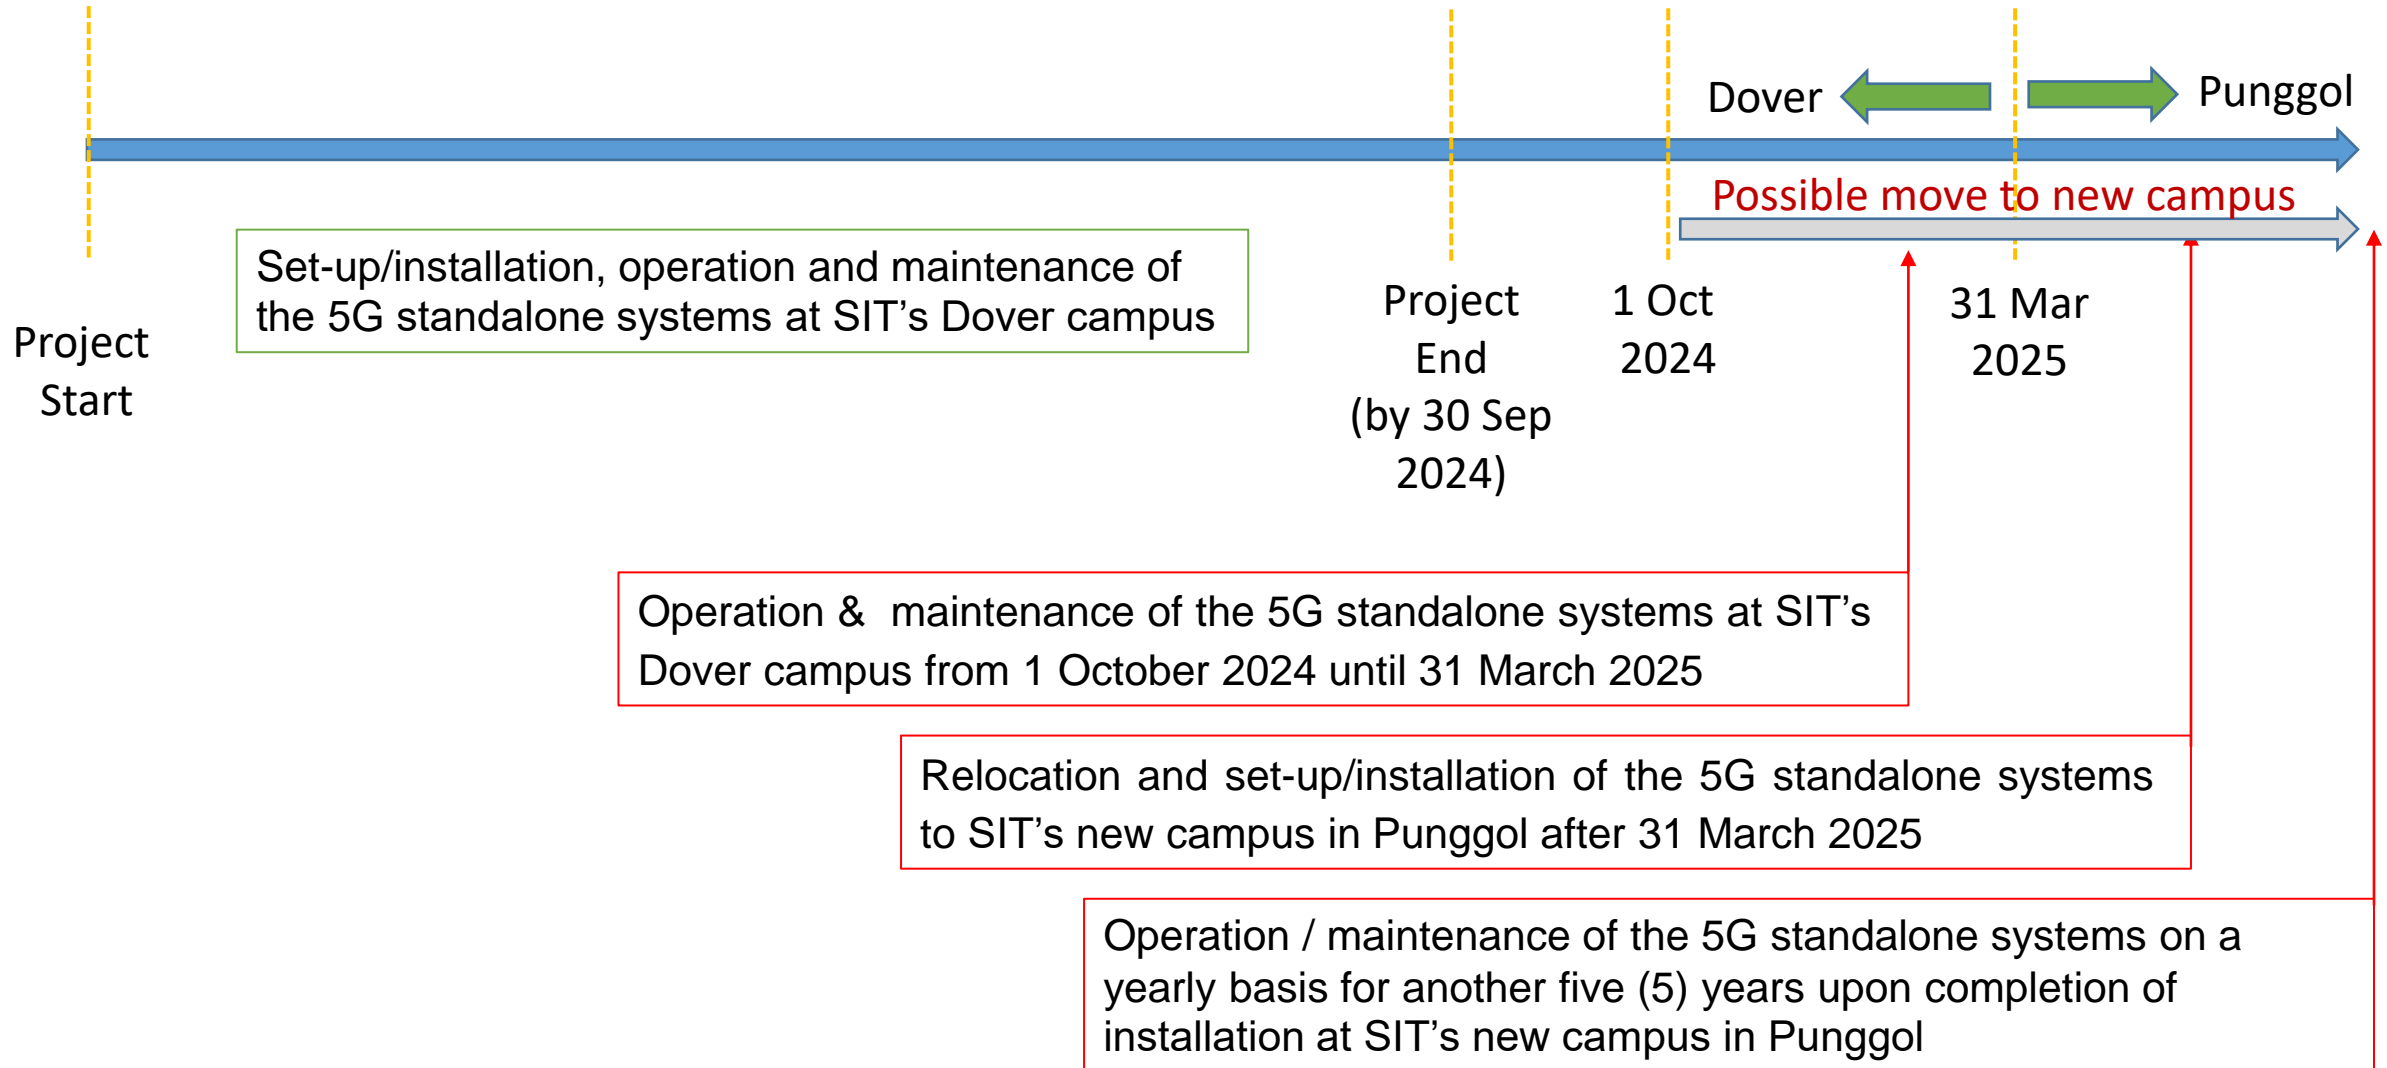 Dover
Punggol
Possible move to new campus
Set-up/installation, operation and maintenance of
the 5G standalone systems at SIT’s Dover campus
Project
Start
Project
End
(by 30 Sep
2024)
1 Oct
2024
31 Mar
2025
Operation & maintenance of the 5G standalone systems at SIT’s
Dover campus from 1 October 2024 until 31 March 2025
Relocation and set-up/installation of the 5G standalone systems
to SIT’s new campus in Punggol after 31 March 2025
Operation / maintenance of the 5G standalone systems on a
yearly basis for another five (5) years upon completion of
installation at SIT’s new campus in Punggol